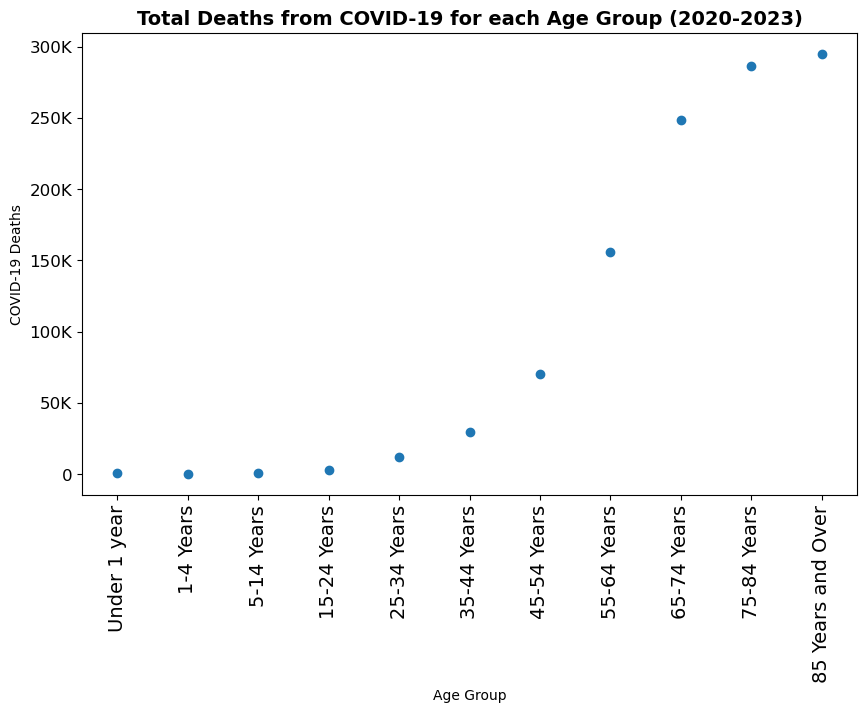 Total Deaths from COVID-19 for each Age Group (2020-2023)
300K
250K
200K
150K
100K
50K
0
COVID-19 Deaths
Under 1 year
1-4 Years
5-14 Years
15-24 Years
25-34 Years
35-44 Years
45-54 Years
55-64 Years
65-74 Years
75-84 Years
85 Years and Over
Age Group